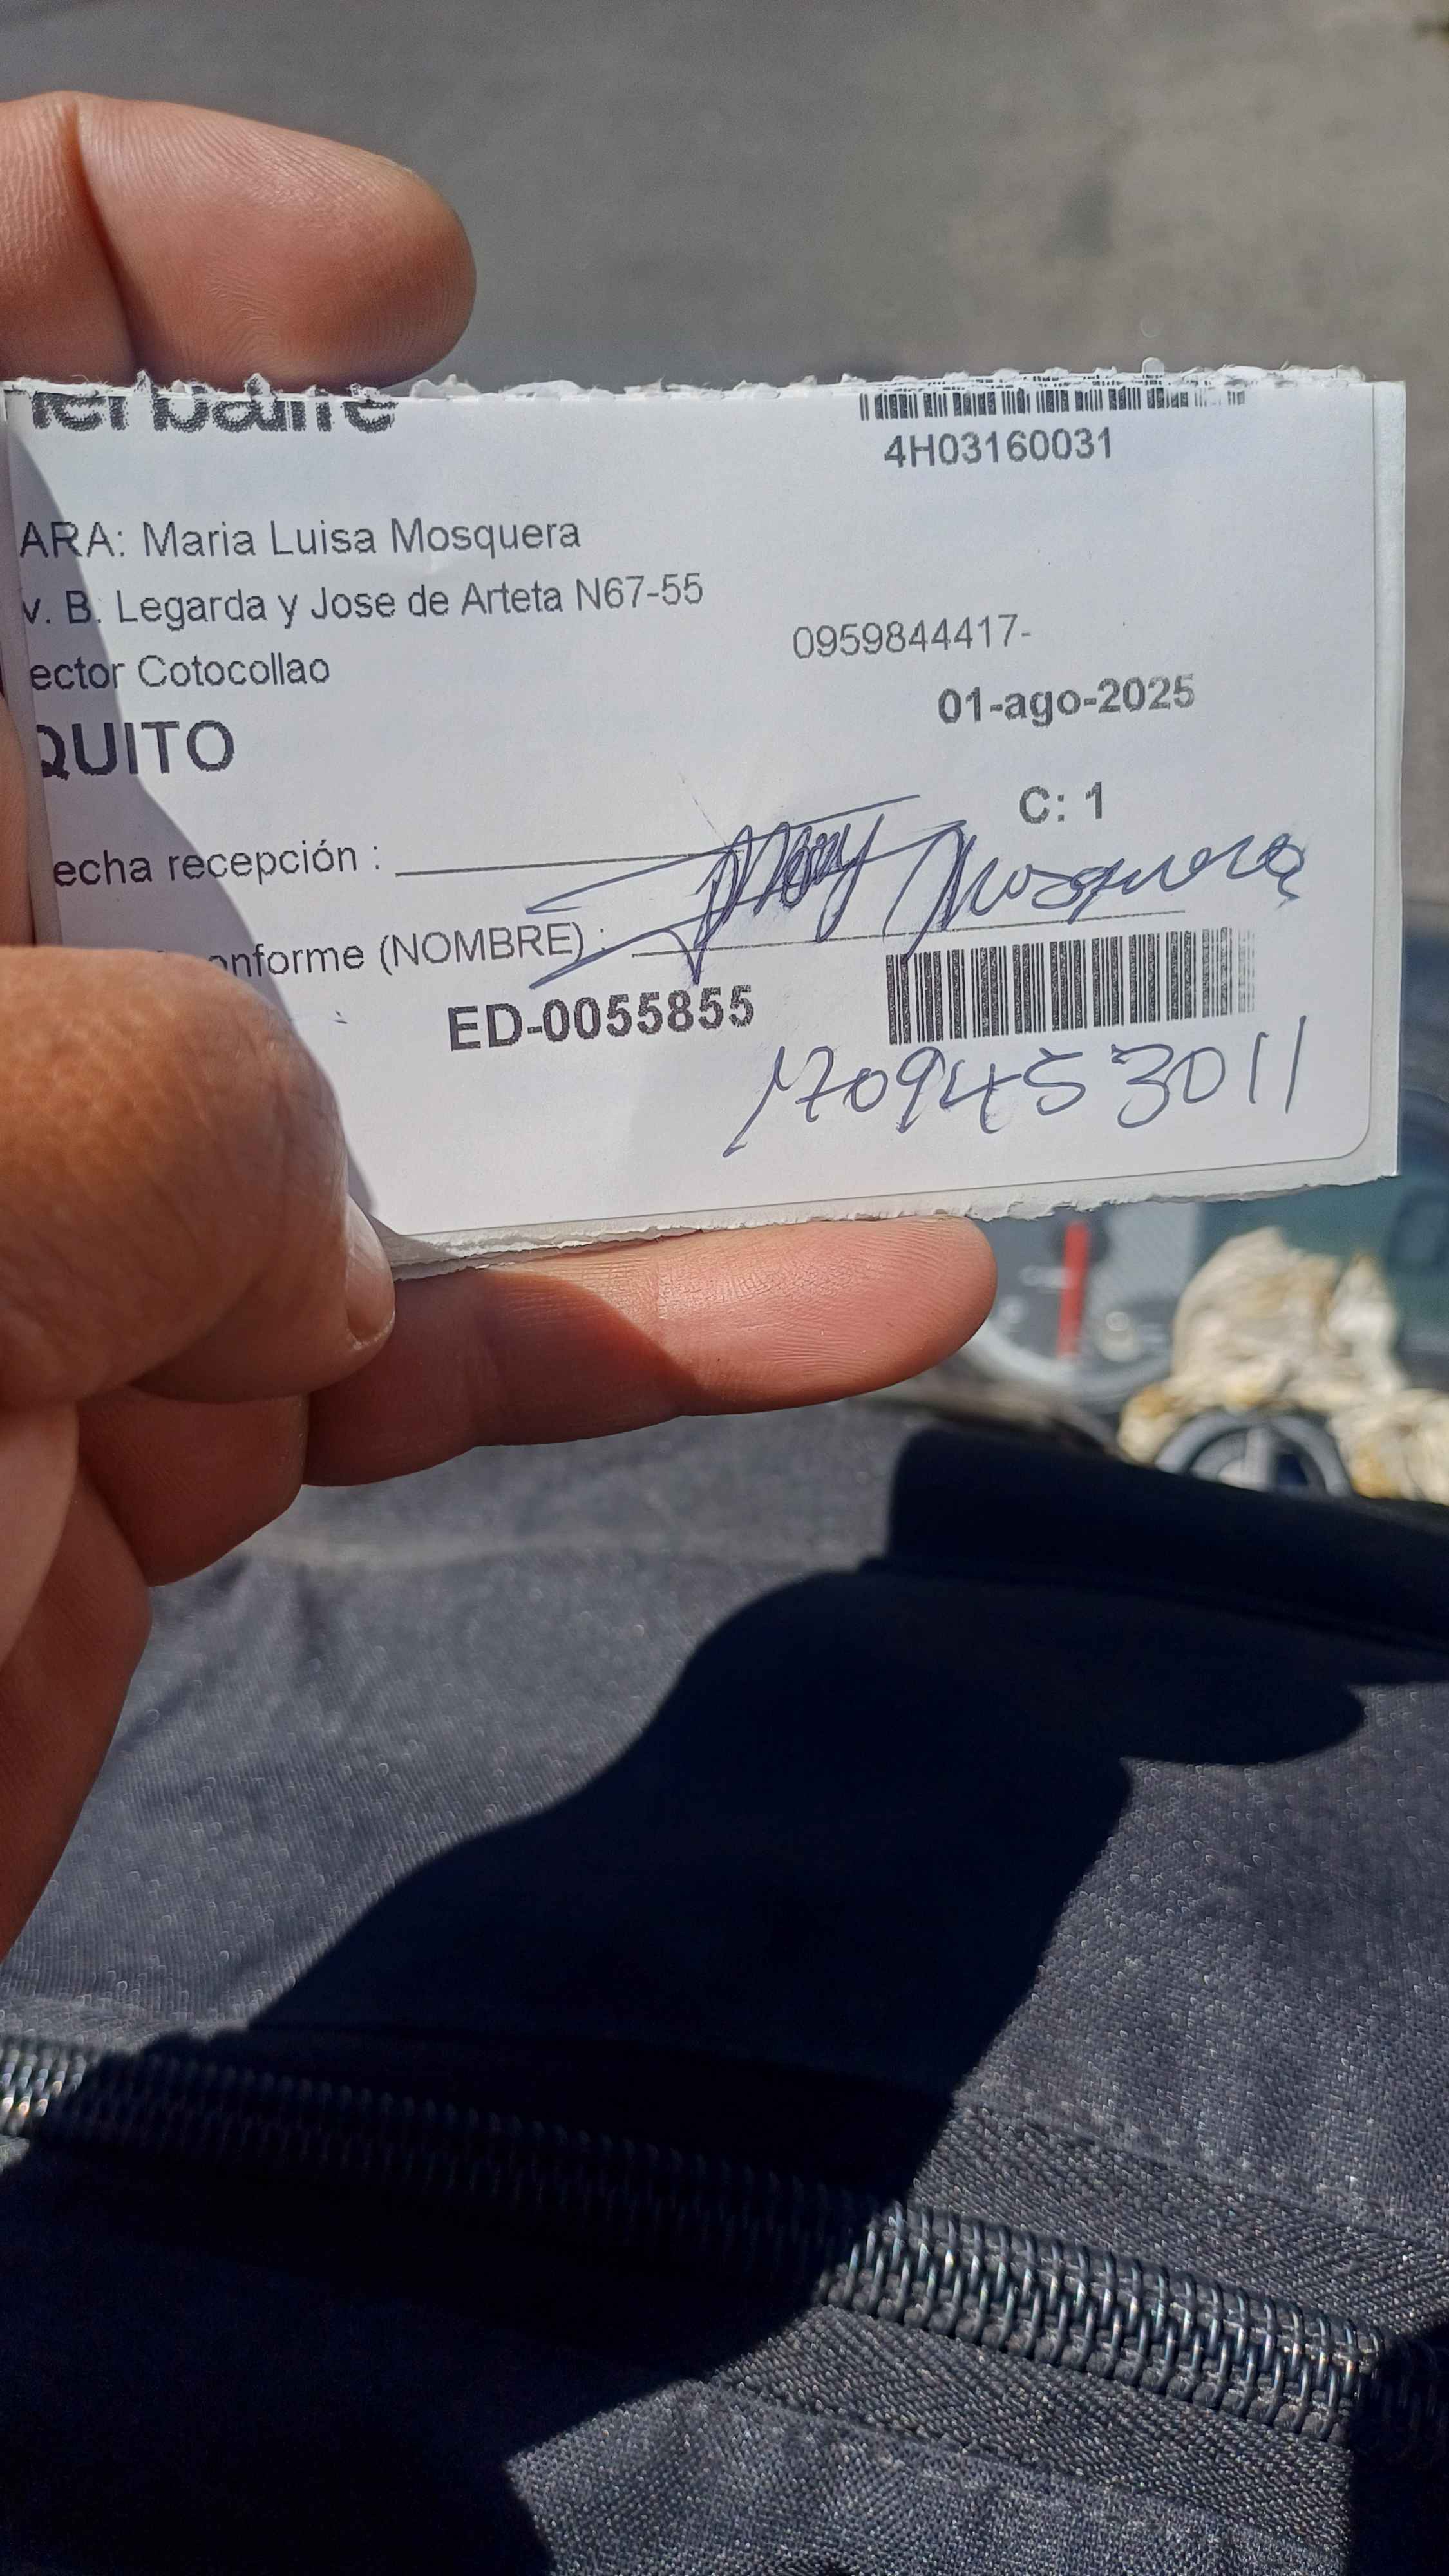 4H03160031
ARA: Maria Luisa Mosquera
v. B. Legarda y Jose de Arteta N67-55
0959844417-
ector Cotocollao
01-ago-2025
QUITO
C: 1
echa recepción :
Mosquera
onforme (NOMBRE) :
ED-0055855
1709453011